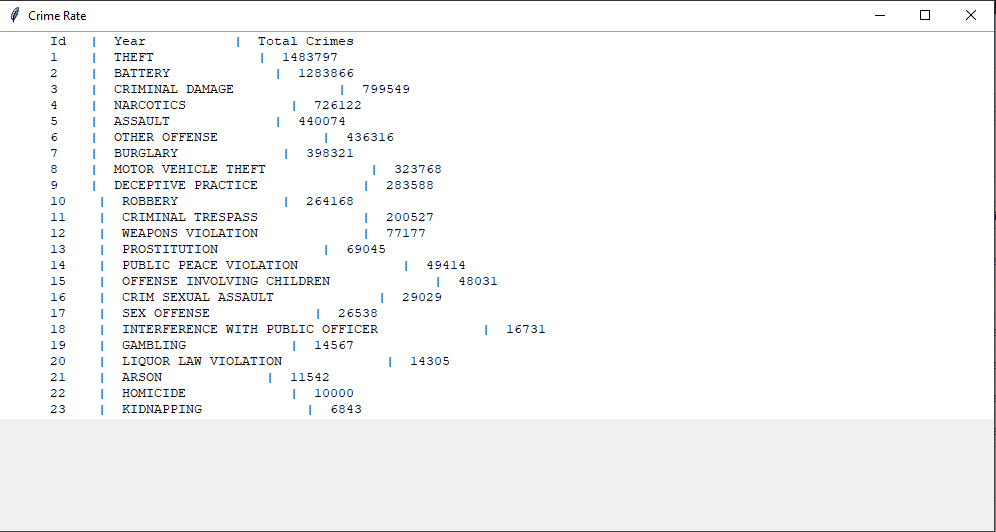 Crime Rate
Id | Year | Total Crimes
1 | THEFT | 1483797
2 | BATTERY | 1283866
3 | CRIMINAL DAMAGE | 799549
4 | NARCOTICS | 726122
5 | ASSAULT | 440074
6 | OTHER OFFENSE | 436316
7 | BURGLARY | 398321
8 | MOTOR VEHICLE THEFT | 323768
9 | DECEPTIVE PRACTICE | 283588
10 | ROBBERY | 264168
11 | CRIMINAL TRESPASS | 200527
12 | WEAPONS VIOLATION | 77177
13 | PROSTITUTION | 69045
14 | PUBLIC PEACE VIOLATION | 49414
15 | OFFENSE INVOLVING CHILDREN | 48031
16 | CRIM SEXUAL ASSAULT | 29029
17 | SEX OFFENSE | 26538
18 | INTERFERENCE WITH PUBLIC OFFICER | 16731
19 | GAMBLING | 14567
20 | LIQUOR LAW VIOLATION | 14305
21 | ARSON | 11542
22 | HOMICIDE | 10000
23 | KIDNAPPING | 6843